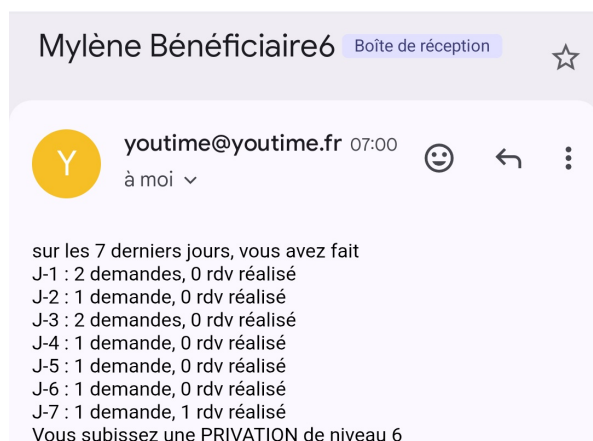 Mylène Bénéficiaire6 Boîte de réception
Y
youtime@youtime.fr 07:00
à moi
sur les 7 derniers jours, vous avez fait
J-1 : 2 demandes, 0 rdv réalisé
J-2 : 1 demande, 0 rdv réalisé
J-3 : 2 demandes, 0 rdv réalisé
J-4 : 1 demande, 0 rdv réalisé
J-5 : 1 demande, 0 rdv réalisé
J-6 : 1 demande, 0 rdv réalisé
J-7 : 1 demande, 1 rdv réalisé
Vous subissez une PRIVATION de niveau 6